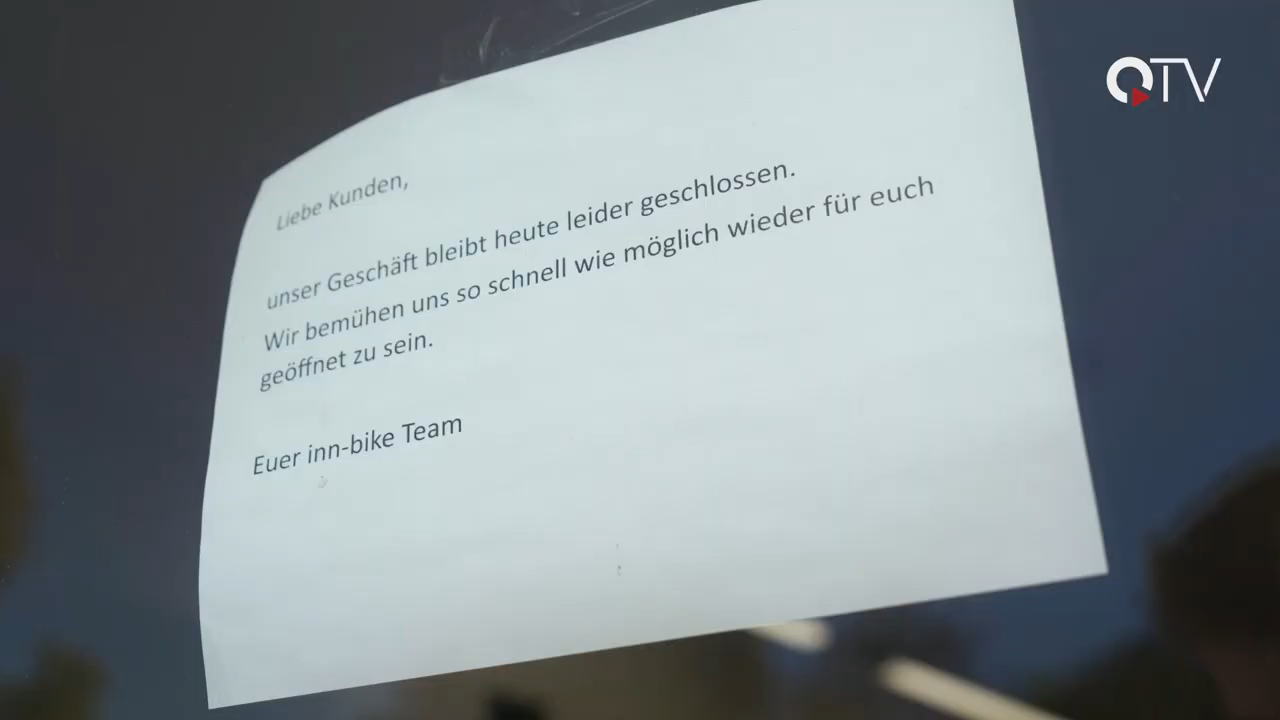 QTV
Liebe Kunden,
unser Geschäft bleibt heute leider geschlossen.
Wir bemühen uns so schnell wie möglich wieder für euch
geöffnet zu sein.
Euer inn-bike Team